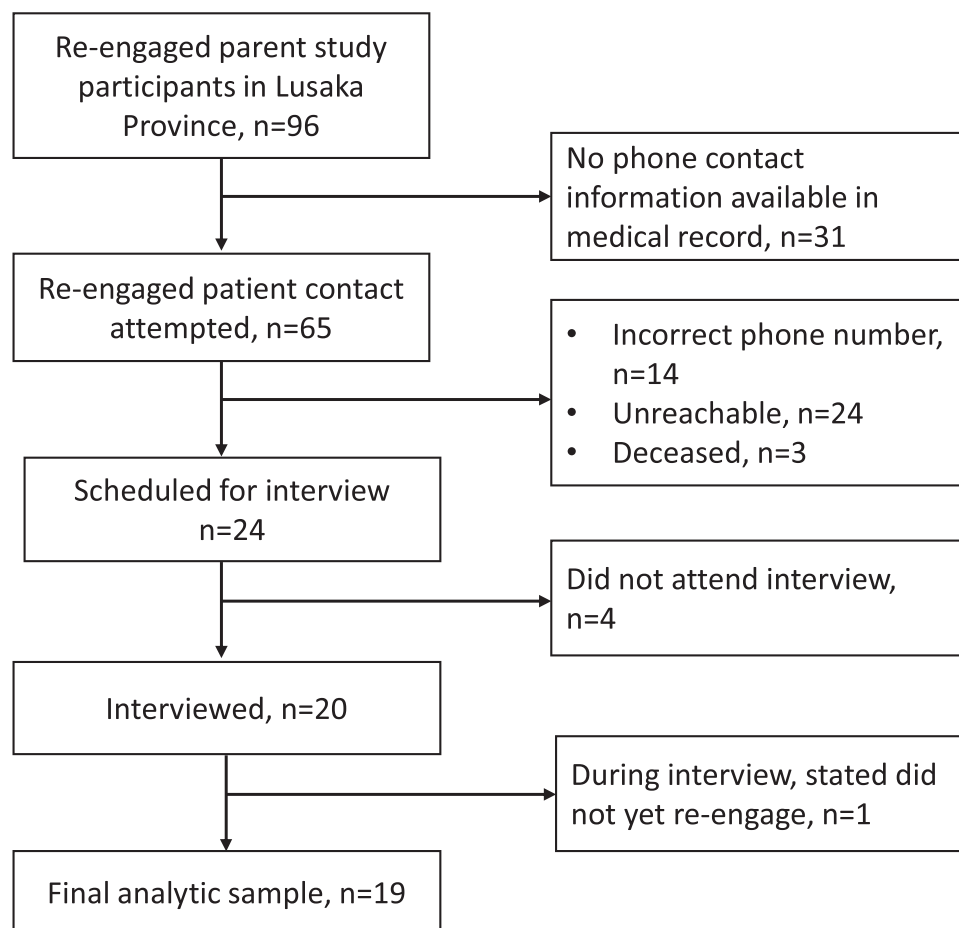 Re-engaged parent study
participants in Lusaka
Province, n=96
No phone contact
information available in
medical record, n=31
Re-engaged patient contact
attempted, n=65
• Incorrect phone number,
n=14
• Unreachable, n=24
• Deceased, n=3
Scheduled for interview
n=24
Did not attend interview,
n=4
Interviewed, n=20
During interview, stated did
not yet re-engage, n=1
Final analytic sample, n=19